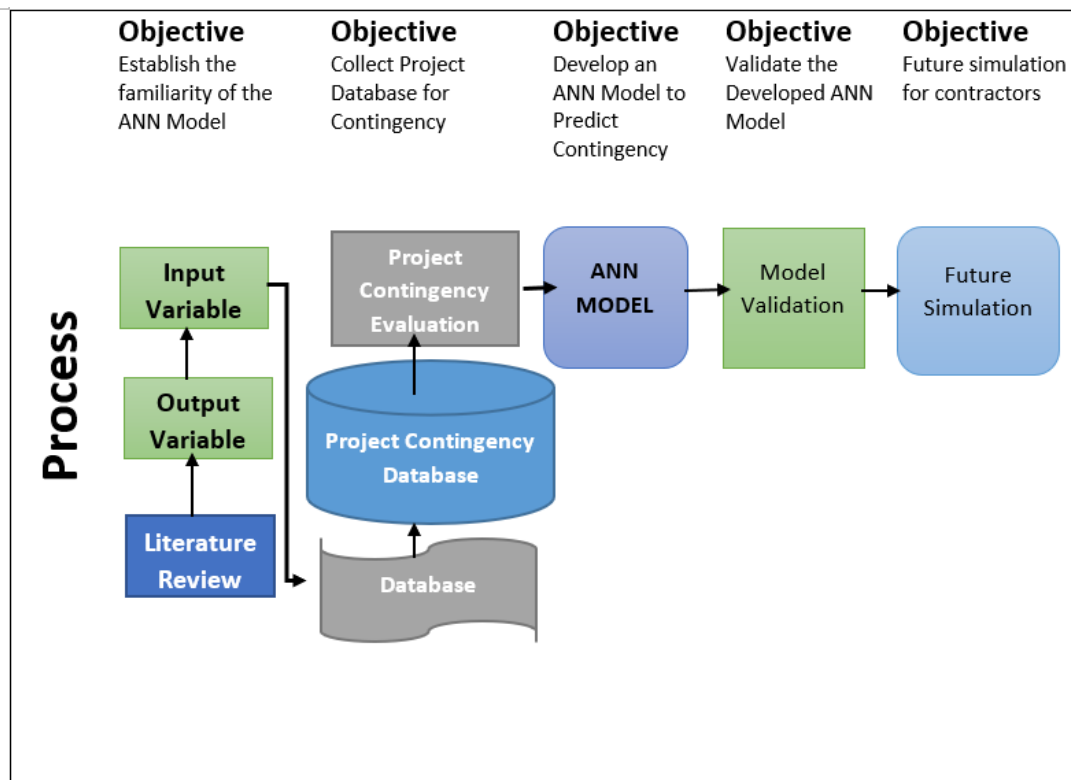 Objective
Establish the
familiarity of the
ANN Model
Objective
Collect Project
Database for
Contingency
Objective
Develop an
ANN Model to
Predict
Contingency
Objective
Validate the
Developed ANN
Model
Objective
Future simulation
for contractors
Process
Input
Variable
Output
Variable
Literature
Review
Project
Contingency
Evaluation
Project Contingency
Database
Database
ANN
MODEL
Model
Validation
Future
Simulation